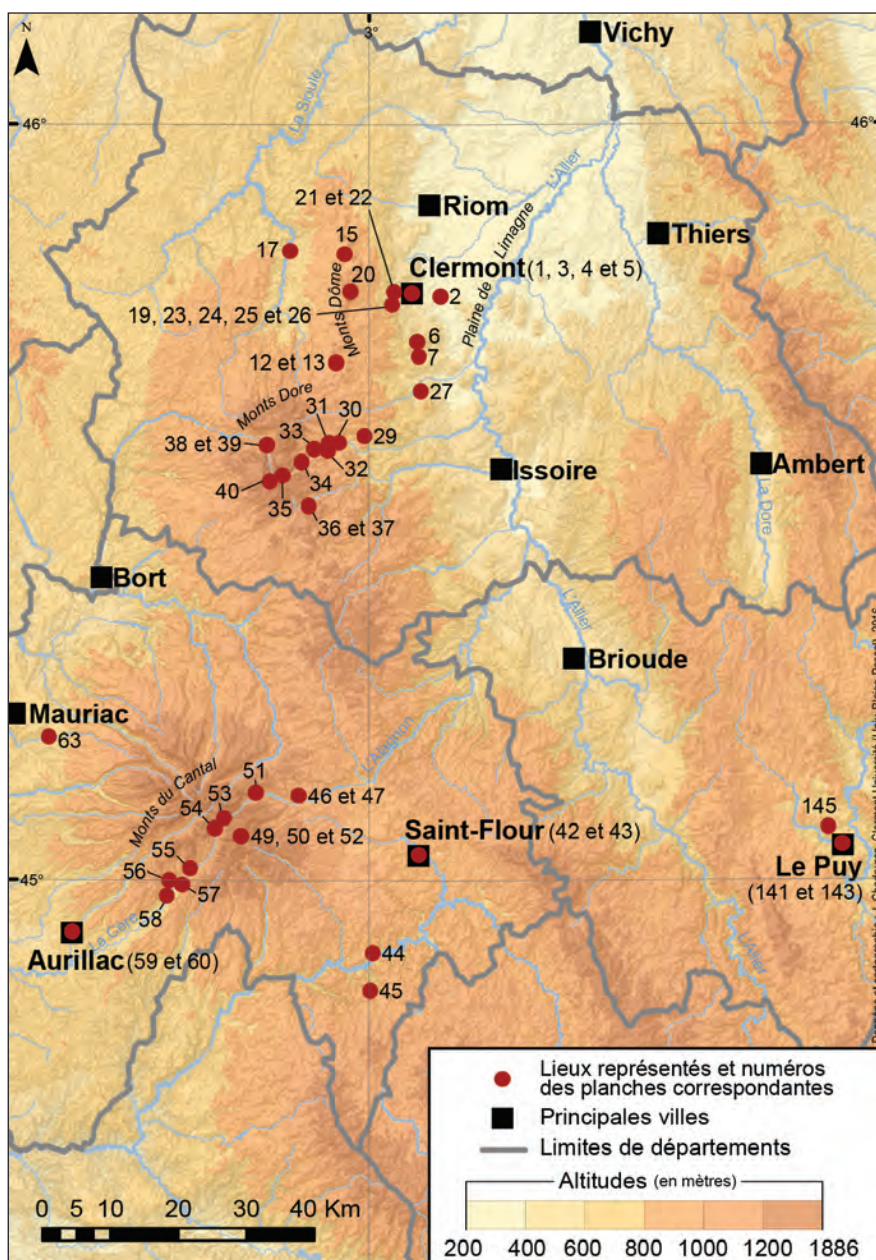 N
3°
Vichy
46°
46°
La Sioule
L'Allier
21 et 22
Riom
Limagne
Thiers
17
15
Clermont (1, 3, 4 et 5)
20
2
19, 23, 24, 25 et 26
Monts Dôme
Plaine de
6
7
12 et 13
27
Monts Dore
31
30
29
38 et 39
33
32
Issoire
Ambert
34
40
35
La Dore
36 et 37
Bort
L'Allier
Brioude
Mauriac
63
L'Alagnon
Monts du Cantal
51
46 et 47
53
54
145
49, 50 et 52
Saint-Flour (42 et 43)
55
Le Puy
56
45°
57
(141 et 143)
58
La Cère
Aurillac (59 et 60)
44
L'Allier
45
Lieux représentés et numéros
des planches correspondantes
Principales villes
Limites de départements
Altitudes (en mètres)
0 5 10 20 30 40 Km
200 400 600 800 1000 1200 1886